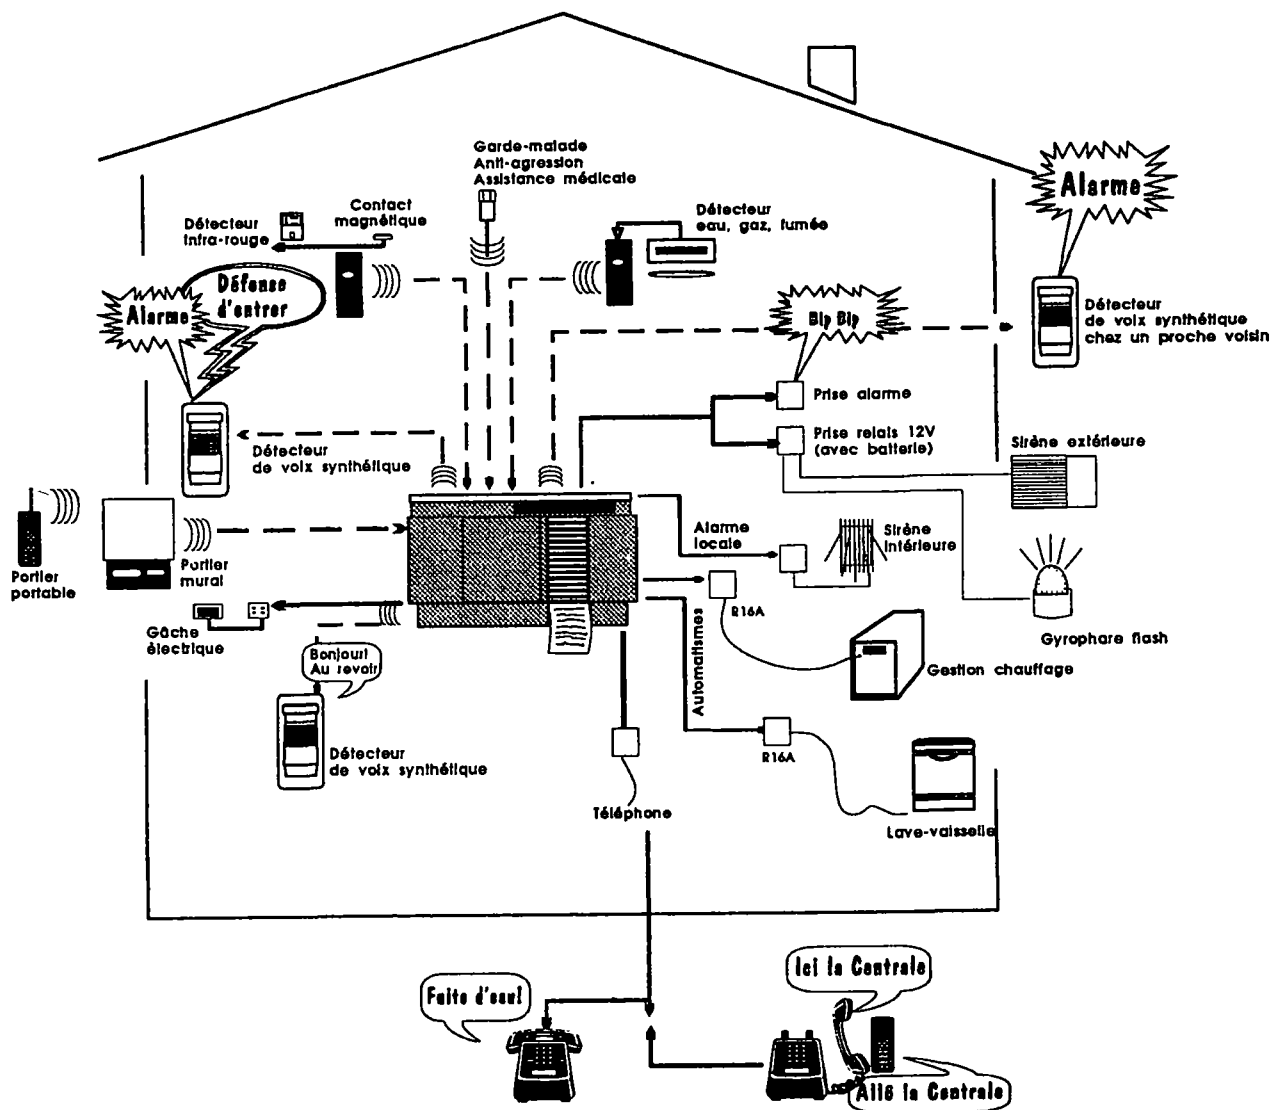 Garde-malade
Anti-agression
Assistance médicale
Alarme
Contact
magnétique
Détecteur
infra-rouge
Détecteur
eau, gaz, fumée
Défense
d'entrer
Alarme
Bip Bip
Détecteur
de voix synthétique
chez un proche voisin
Prise alarme
Prise relais 12V
(avec batterie)
Sirène extérieure
Détecteur
de voix synthétique
Alarme
locale
Sirène
intérieure
Portier
portable
Portier
mural
R16A
Gyrophare flash
Gâche
électrique
Bonjour!
Au revoir
Automatismes
Gestion chauffage
Détecteur
de voix synthétique
R16A
Téléphone
Lave-vaisselle
Ici la Centrale
Fuite d'eau!
Allô la Centrale